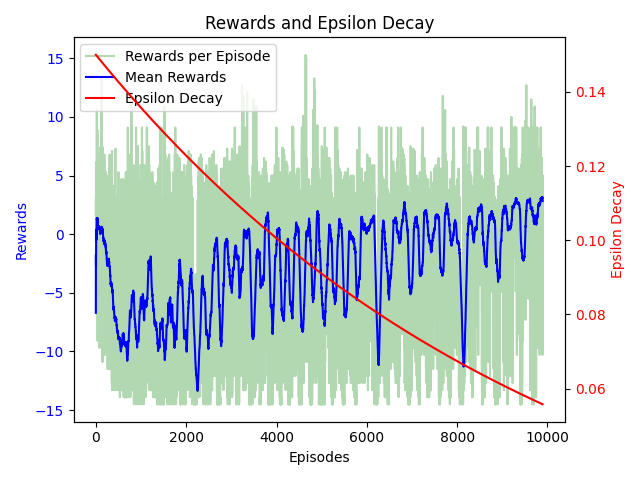 Rewards and Epsilon Decay
Rewards per Episode
Mean Rewards
Epsilon Decay
15
10
5
0
−5
−10
−15
Rewards
0.14
0.12
0.10
0.08
0.06
Epsilon Decay
0
2000
4000
6000
8000
10000
Episodes